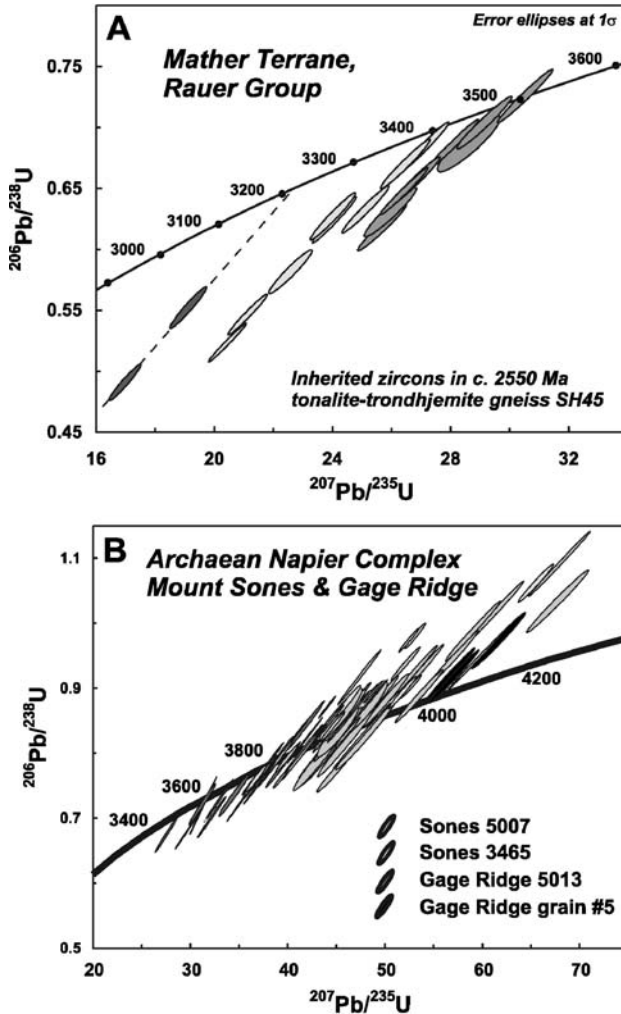 A
Error ellipses at 1σ
Mather Terrane,
Rauer Group
0.75
0.65
0.55
0.45
3000
3100
3200
3300
3400
3500
3600
²⁰⁶Pb/²³⁸U
Inherited zircons in c. 2550 Ma
tonalite-trondhjemite gneiss SH45
16
20
24
28
32
²⁰⁷Pb/²³⁵U
B
Archaean Napier Complex
Mount Sones & Gage Ridge
1.1
0.9
0.7
0.5
3400
3600
3800
4000
4200
²⁰⁶Pb/²³⁸U
Sones 5007
Sones 3465
Gage Ridge 5013
Gage Ridge grain #5
20
30
40
50
60
70
²⁰⁷Pb/²³⁵U